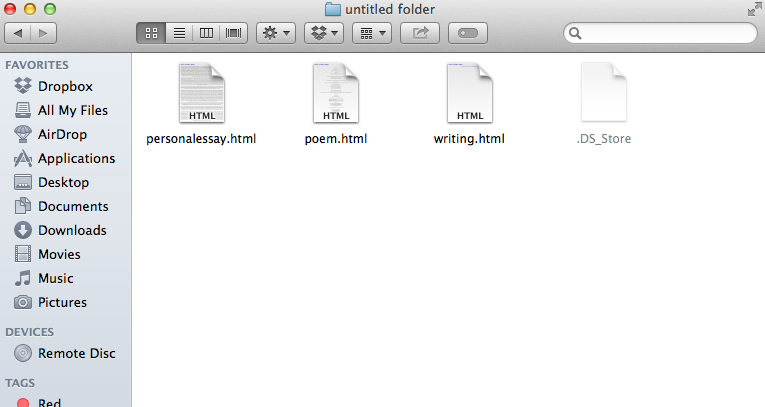 untitled folder
FAVORITES
Dropbox
All My Files
AirDrop
Applications
Desktop
Documents
Downloads
Movies
Music
Pictures
DEVICES
Remote Disc
TAGS
Red
HTML HTML HTML
personalessay.html poem.html writing.html .DS_Store